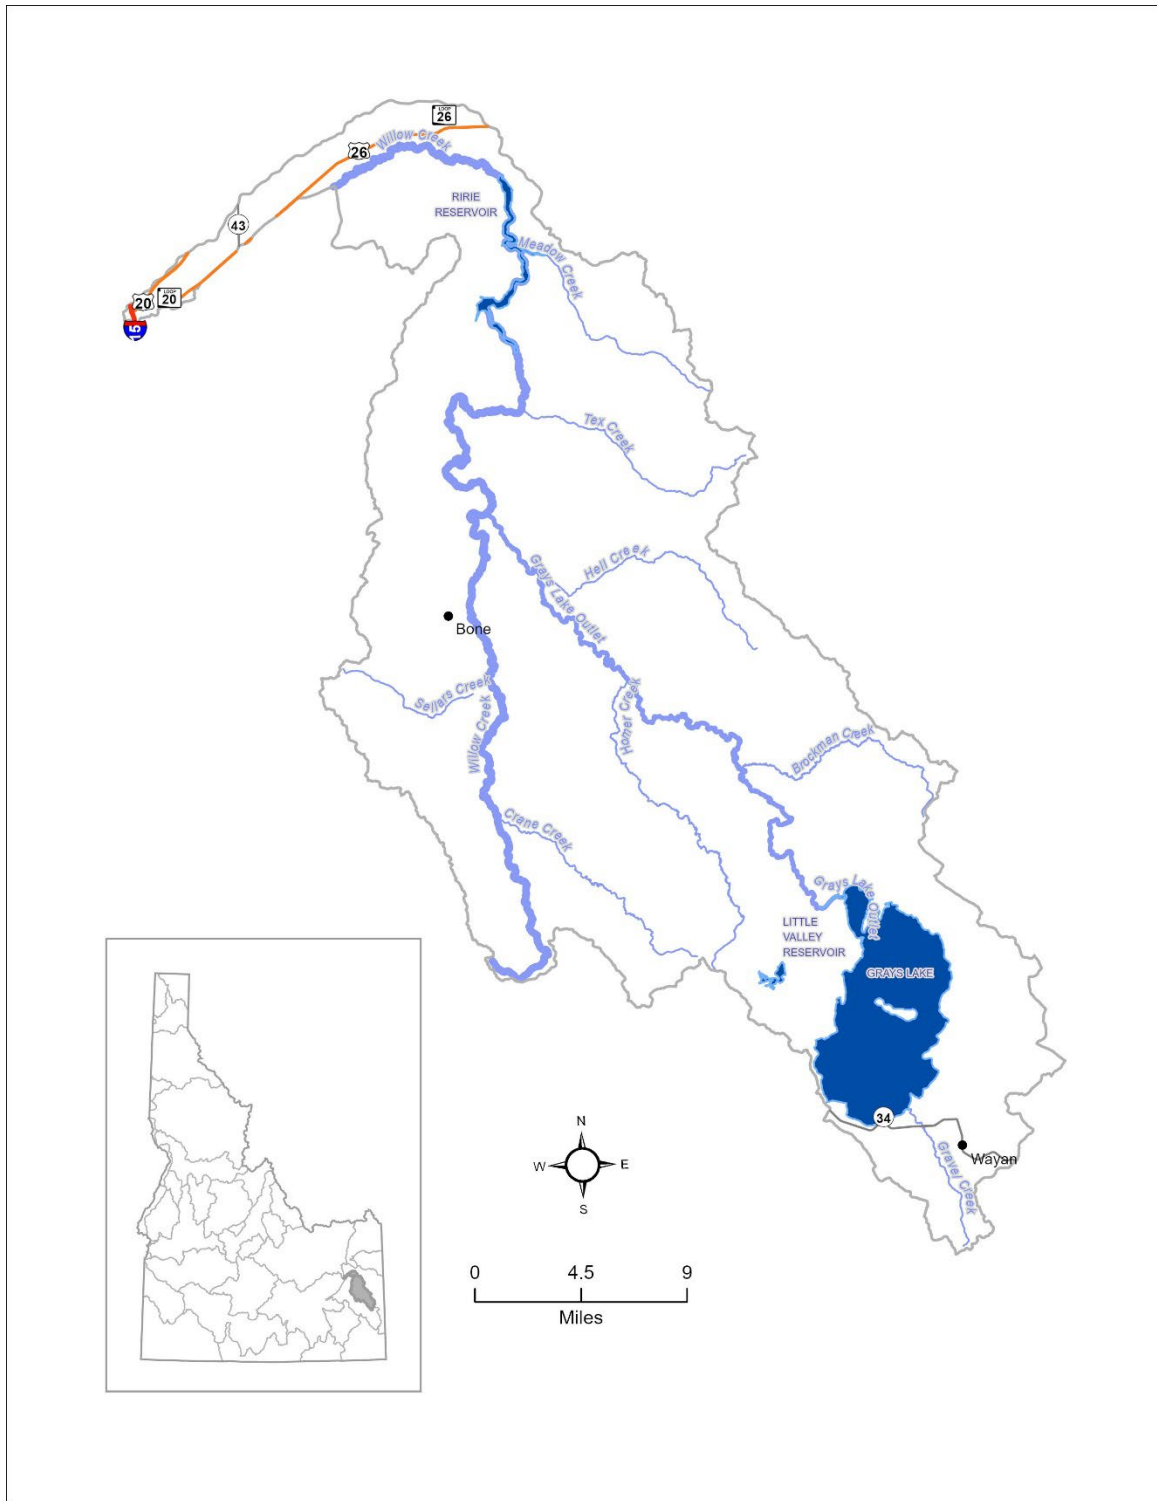 LOOP
26
Willow Creek
26
RIRIE
RESERVOIR
43
Meadow Creek
20
LOOP
20
15
Tex Creek
Hell Creek
Grays Lake Outlet
Bone
Sellars Creek
Homer Creek
Willow Creek
Brockman Creek
Crane Creek
Grays Lake Outlet
LITTLE
VALLEY
RESERVOIR
GRAYS LAKE
34
Wayan
Gravel Creek
N
W
E
S
0 4.5 9
Miles